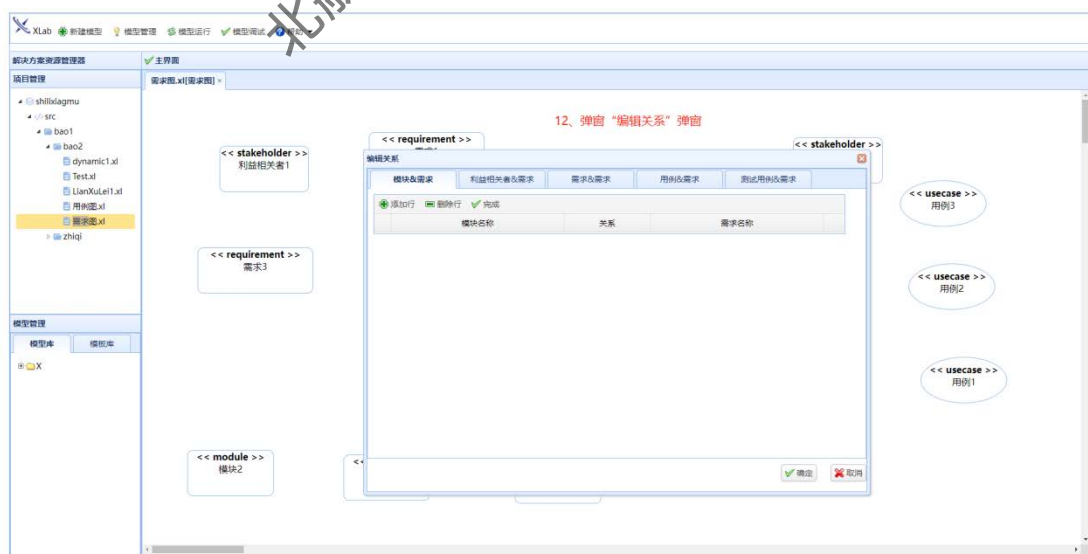 XLab 新建模型 模型管理 模型运行 模型调试 帮助
解决方案资源管理器
主界面
项目管理
需求图.xl[需求图] ×
shilixiagmu
src
bao1
bao2
dynamic1.xl
Test.xl
LianXuLei1.xl
用例图.xl
需求图.xl
zhiqi
模型管理
模型库 模板库
X
12、弹窗“编辑关系”弹窗
<< stakeholder >>
利益相关者1
<< requirement >>
<< stakeholder >>
<< requirement >>
需求3
<< usecase >>
用例3
<< usecase >>
用例2
<< usecase >>
用例1
<< module >>
模块2
<<
编辑关系
模块&需求 利益相关者&需求 需求&需求 用例&需求 测试用例&需求
添加行 删除行 完成
模块名称 关系 需求名称
确定 取消